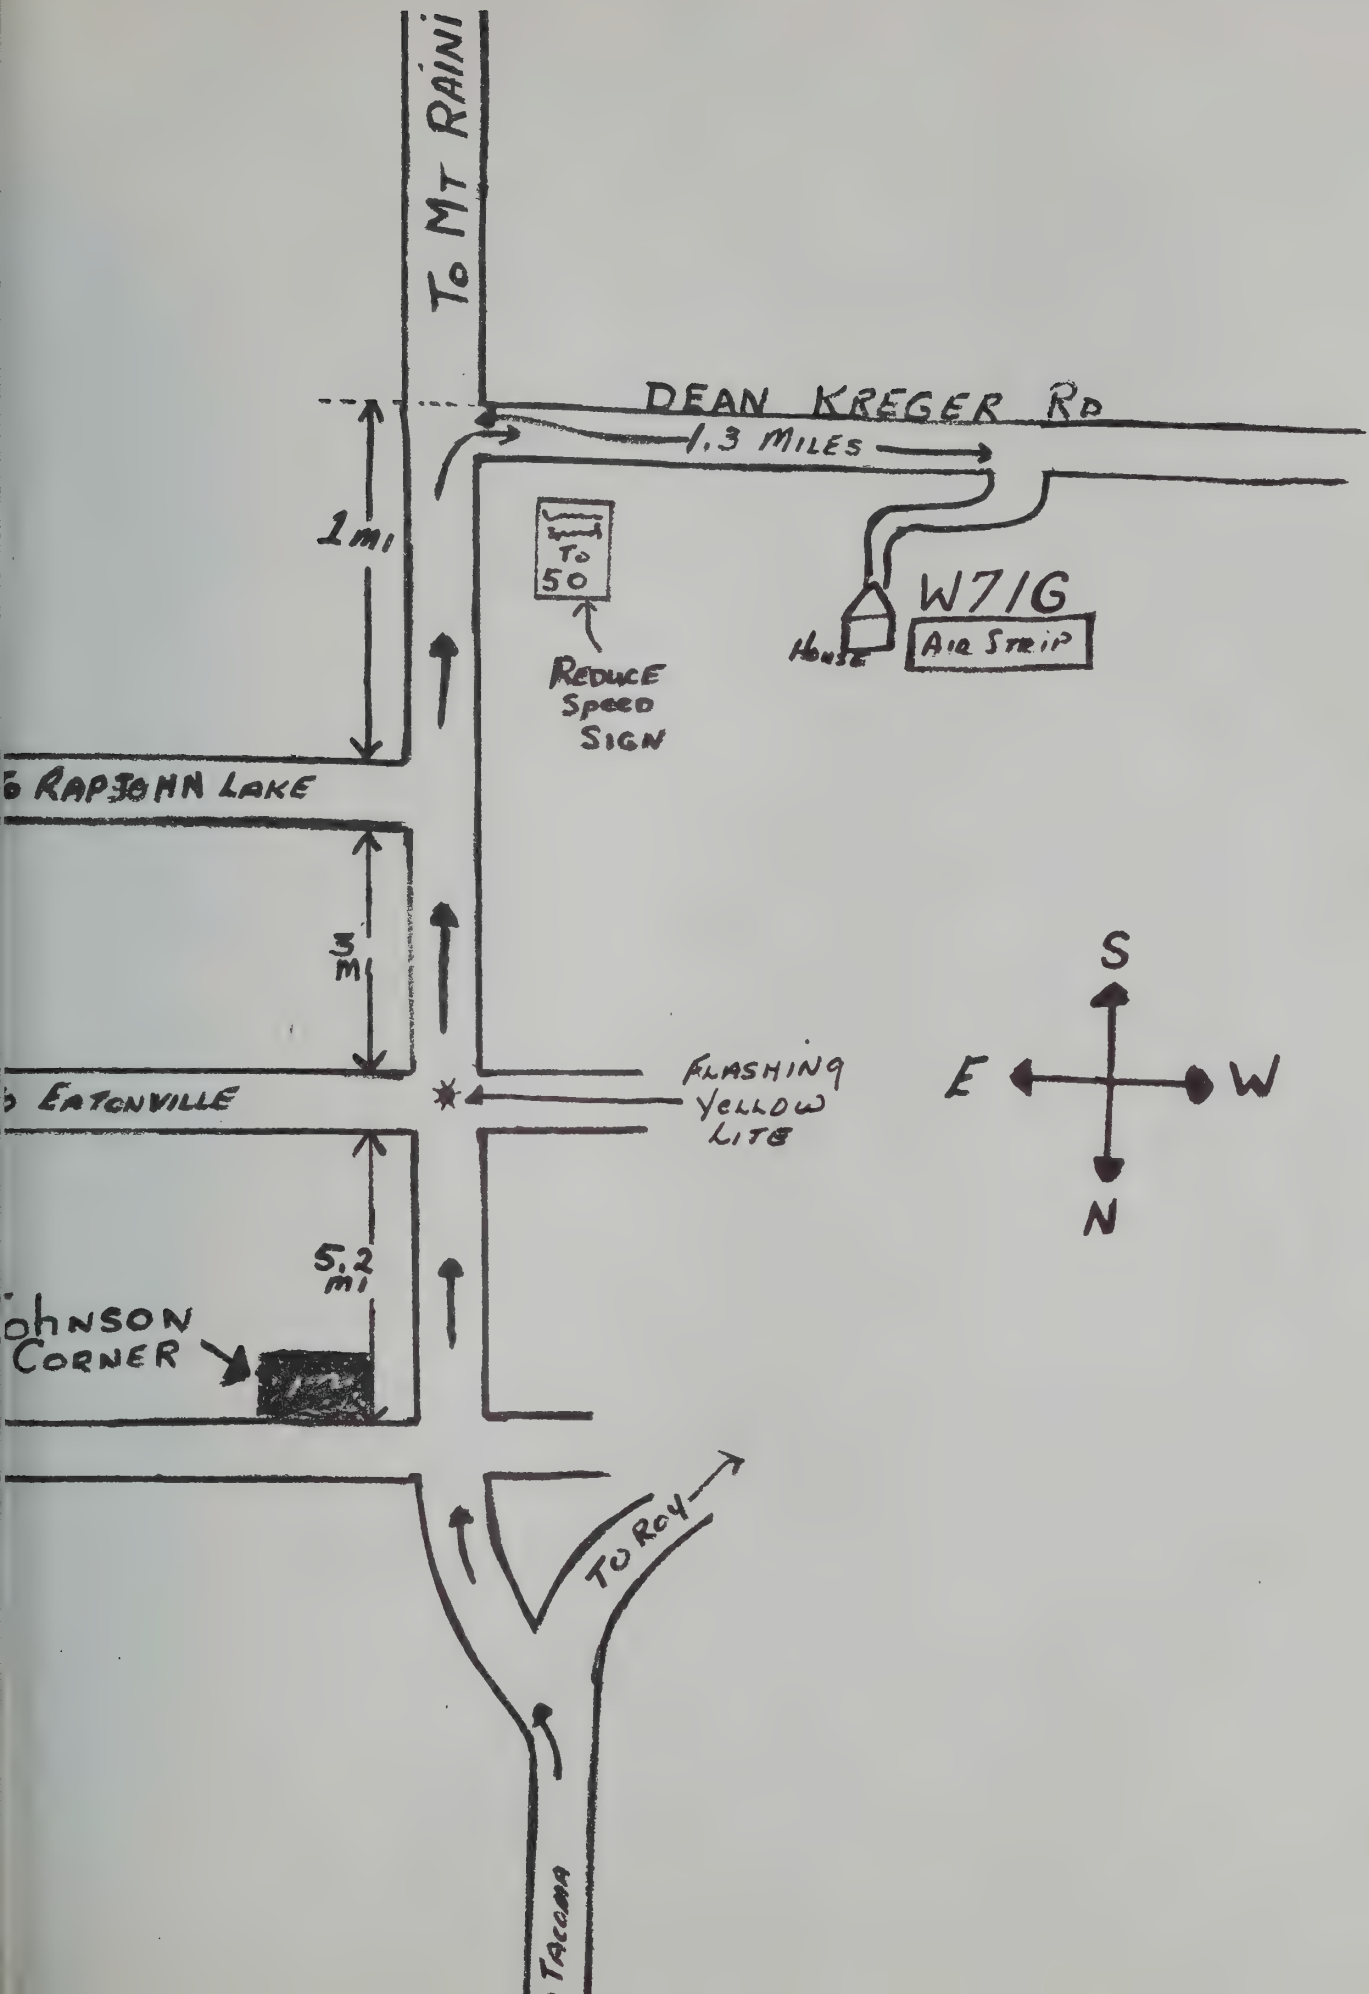 To MT RAINI
DEAN KREGER RD
1.3 MILES
1 mi
To
50
REDUCE
SPEED
SIGN
W7IG
AIR STRIP
HOUSE
RAPJOHN LAKE
3
mi
S
E
W
N
EATONVILLE
FLASHING
YELLOW
LITE
5.2
mi
JOHNSON
CORNER
TO ROY
TACOMA